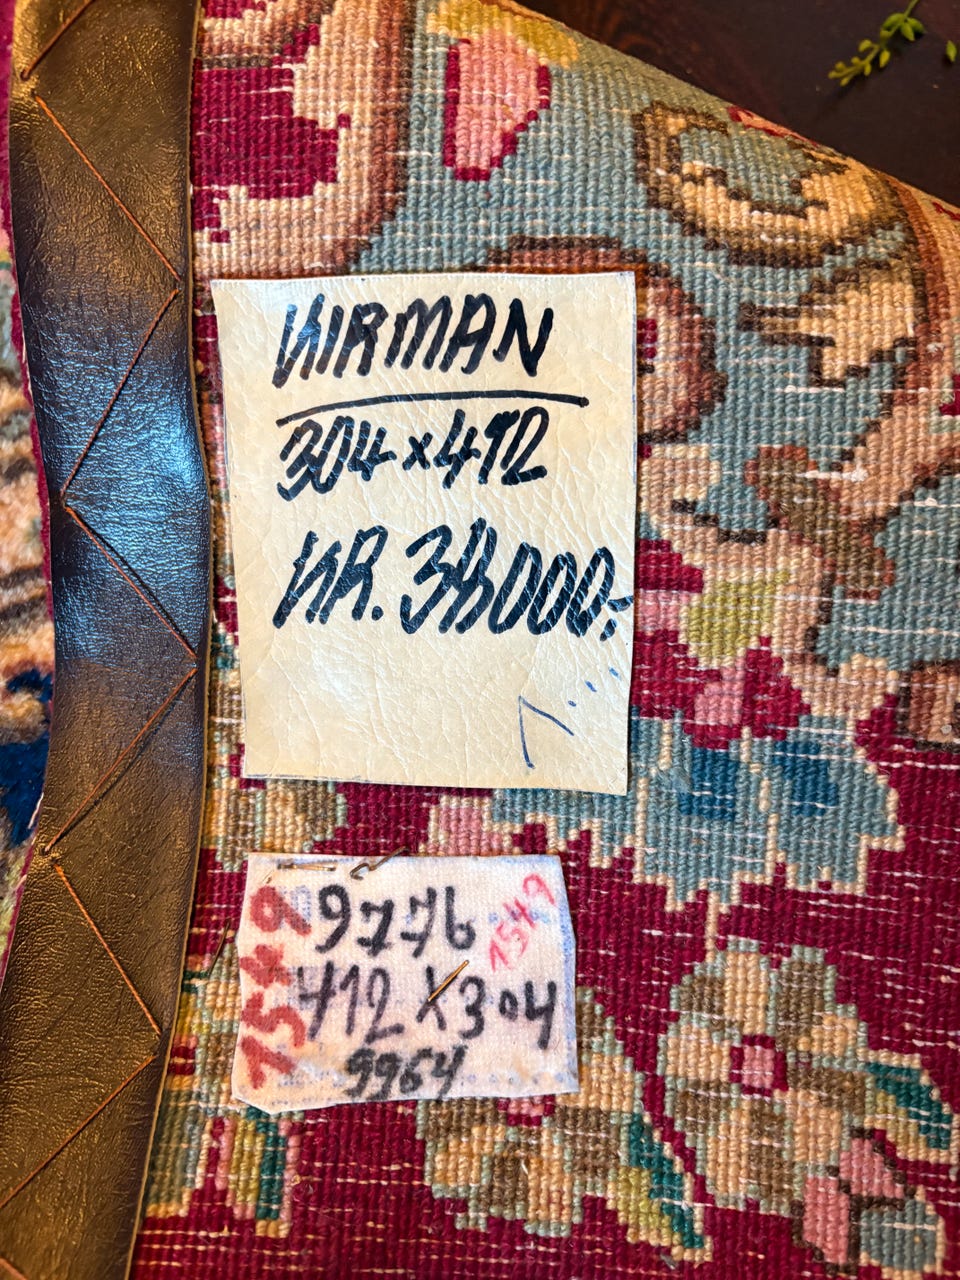 KIRMAN
304 x 412
KR. 38000:-
9776
1549
1549
412 X 304
9964